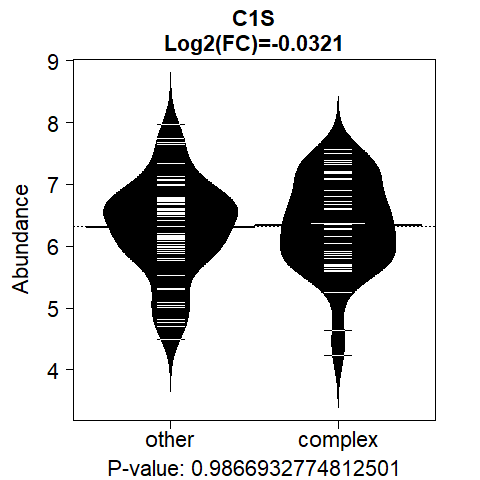 C1S
Log2(FC)=-0.0321
Abundance
9
8
7
6
5
4
other complex
P-value: 0.9866932774812501